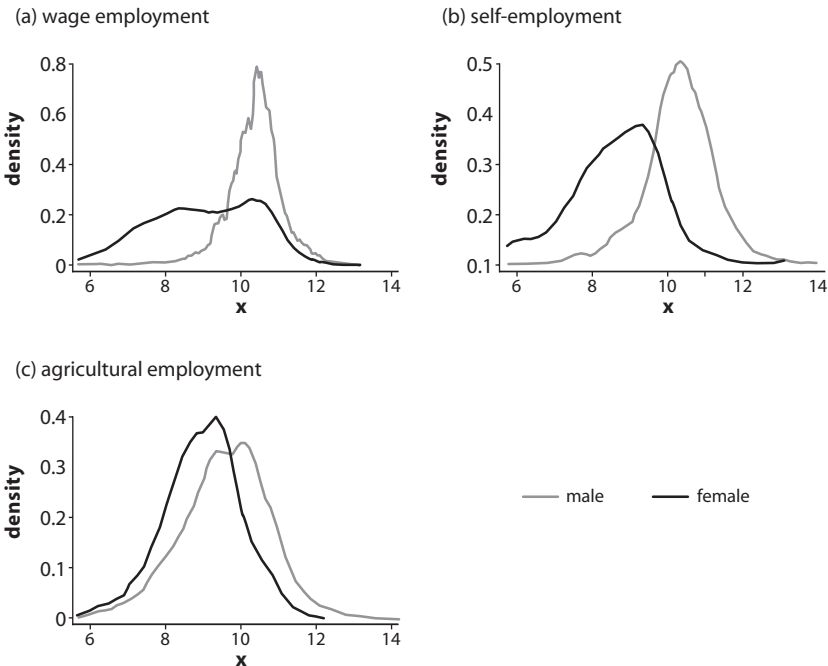 (a) wage employment
0.8
0.6
0.4
0.2
0
density
6 8 10 12 14
x
(b) self-employment
0.5
0.4
0.3
0.2
0.1
density
6 8 10 12 14
x
(c) agricultural employment
0.4
0.3
0.2
0.1
0
density
6 8 10 12 14
x
male female